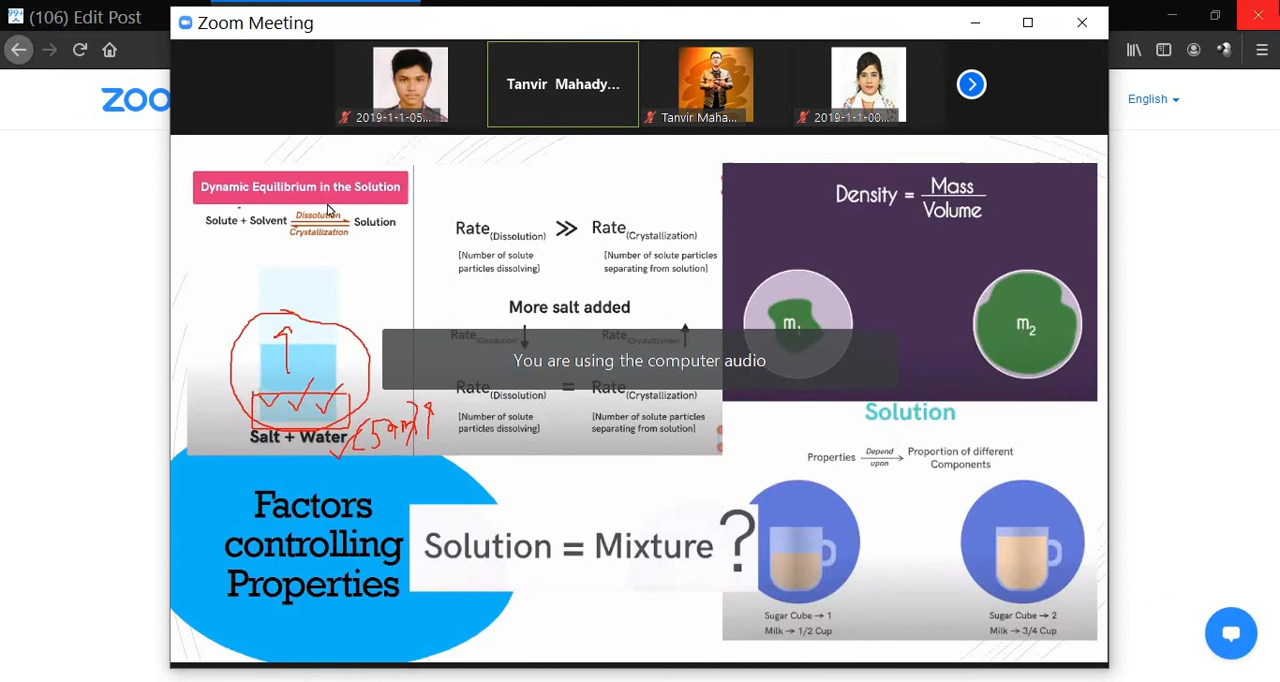 (106) Edit Post
Zoom Meeting
ZOO
English
2019-1-1-05...
Tanvir Mahady...
Tanvir Maha...
2019-1-1-00...
Dynamic Equilibrium in the Solution
Solute + Solvent
Dissolution
Crystallization
Solution
Salt + Water
Rate(Dissolution) >> Rate(Crystallization)
[Number of solute
particles dissolving]
[Number of solute particles
separating from solution]
More salt added
Rate(Dissolution)
Rate(Crystallization)
You are using the computer audio
Rate(Dissolution) = Rate(Crystallization)
[Number of solute
particles dissolving]
[Number of solute particles
separating from solution]
Density = Mass
Volume
m1
m2
Solution
Properties
Depend
upon
Proportion of different
Components
Factors
controlling
Properties
Solution = Mixture ?
Sugar Cube → 1
Milk → 1/2 Cup
Sugar Cube → 2
Milk → 3/4 Cup